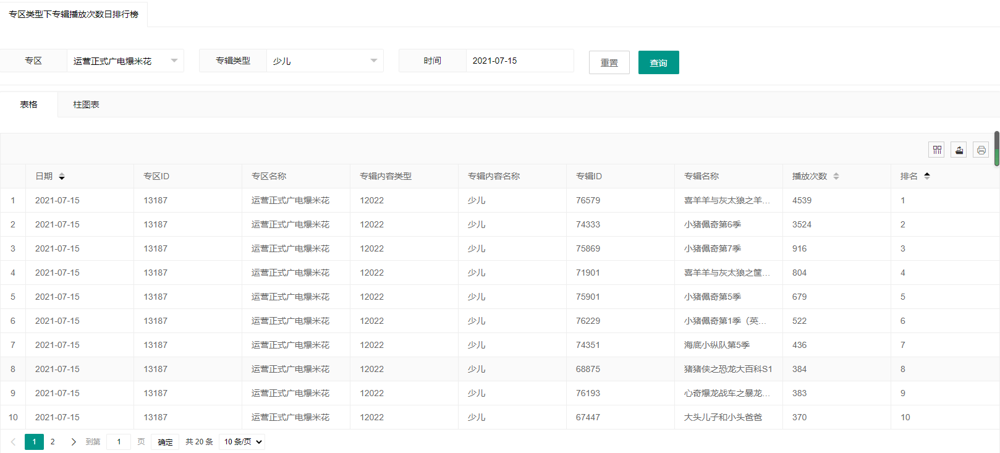 专区类型下专辑播放次数日排行榜
专区 运营正式广电爆米花 专辑类型 少儿 时间 2021-07-15 重置 查询
表格 柱图表
日期 专区ID 专区名称 专辑内容类型 专辑内容名称 专辑ID 专辑名称 播放次数 排名
1 2021-07-15 13187 运营正式广电爆米花 12022 少儿 76579 喜羊羊与灰太狼之羊... 4539 1
2 2021-07-15 13187 运营正式广电爆米花 12022 少儿 74333 小猪佩奇第6季 3524 2
3 2021-07-15 13187 运营正式广电爆米花 12022 少儿 75869 小猪佩奇第7季 916 3
4 2021-07-15 13187 运营正式广电爆米花 12022 少儿 71901 喜羊羊与灰太狼之筐... 804 4
5 2021-07-15 13187 运营正式广电爆米花 12022 少儿 75901 小猪佩奇第5季 679 5
6 2021-07-15 13187 运营正式广电爆米花 12022 少儿 76229 小猪佩奇第1季（英... 522 6
7 2021-07-15 13187 运营正式广电爆米花 12022 少儿 74351 海底小纵队第5季 436 7
8 2021-07-15 13187 运营正式广电爆米花 12022 少儿 68875 猪猪侠之恐龙大百科S1 384 8
9 2021-07-15 13187 运营正式广电爆米花 12022 少儿 76193 心奇爆龙战车之暴龙... 383 9
10 2021-07-15 13187 运营正式广电爆米花 12022 少儿 67447 大头儿子和小头爸爸 370 10
1 2 到第 1 页 确定 共 20 条 10 条/页